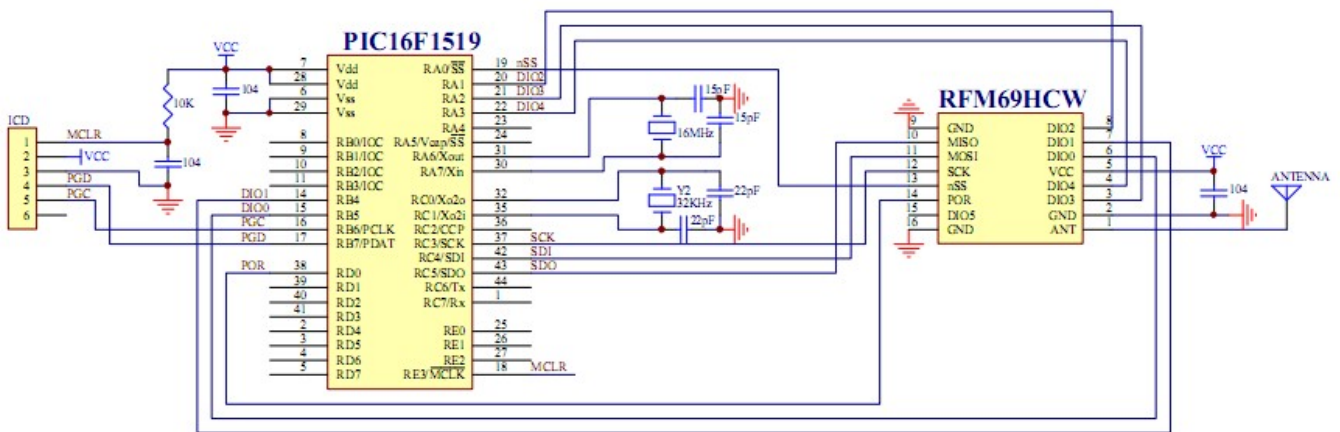 PIC16F1519
VCC
104
10K
ICD
MCLR
VCC
104
PGD
PGC
1
2
3
4
5
6
7 Vdd
28 Vdd
6 Vss
29 Vss
8 RB0/IOC
9 RB1/IOC
10 RB2/IOC
11 RB3/IOC
DIO1 14 RB4
DIO0 15 RB5
PGC 16 RB6/PCLK
PGD 17 RB7/PDAT
POR 38 RD0
39 RD1
40 RD2
41 RD3
2 RD4
3 RD5
4 RD6
5 RD7
RA0/SS 19 nSS
RA1 20 DIO2
RA2 21 DIO3
RA3 22 DIO4
RA4 23
RA5/Vcap/SS 24
RA6/Xout 31
RA7/Xin 30
RC0/Xo2o 32
RC1/Xo2i 35
RC2/CCP 36
RC3/SCK 37 SCK
RC4/SDI 42 SDI
RC5/SDO 43 SDO
RC6/Tx 44
RC7/Rx 1
RE0 25
RE1 26
RE2 27
RE3/MCLK 18 MCLR
15pF
15pF
16MHz
Y2
32KHz
22pF
22pF
RFM69HCW
9 GND
10 MISO
11 MOSI
12 SCK
13 nSS
14 POR
15 DIO5
16 GND
DIO2 8
DIO1 7
DIO0 6
VCC 5
DIO4 4
DIO3 3
GND 2
ANT 1
VCC
104
ANTENNA